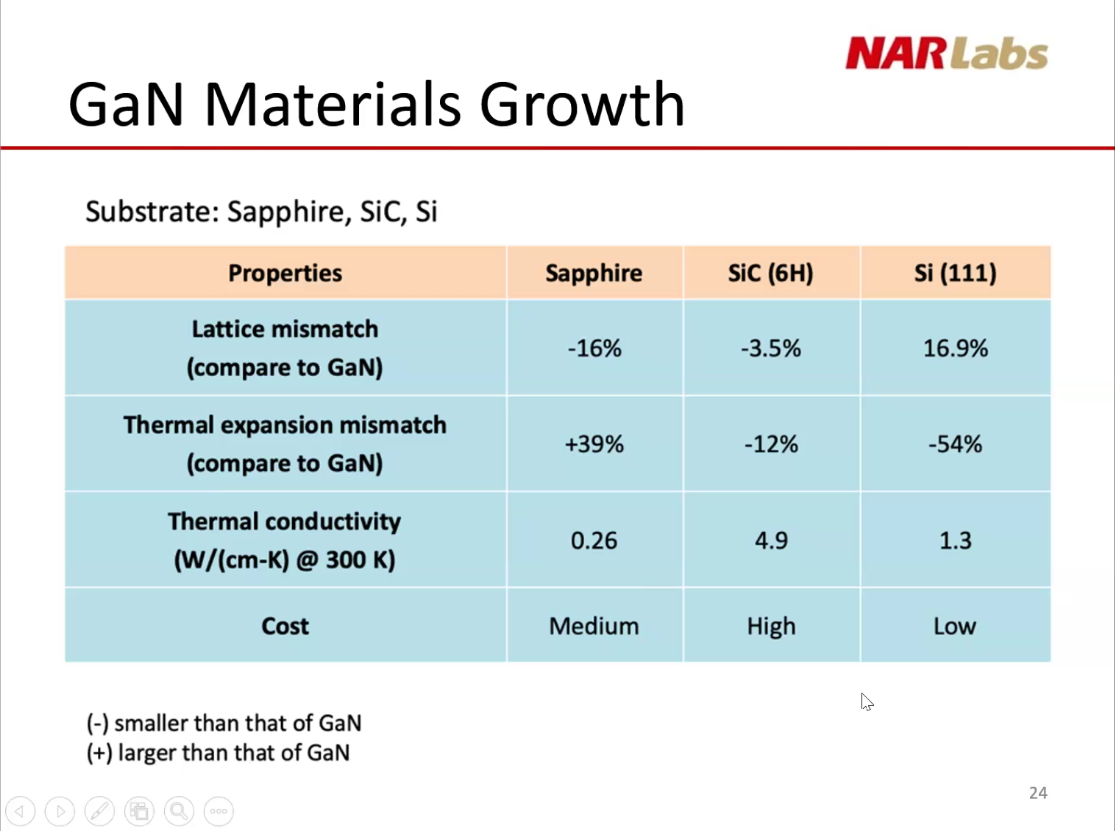 NARLabs
GaN Materials Growth
Substrate: Sapphire, SiC, Si
Properties Sapphire SiC (6H) Si (111)
Lattice mismatch
(compare to GaN) -16% -3.5% 16.9%
Thermal expansion mismatch
(compare to GaN) +39% -12% -54%
Thermal conductivity
(W/(cm-K) @ 300 K) 0.26 4.9 1.3
Cost Medium High Low
(-) smaller than that of GaN
(+) larger than that of GaN
24